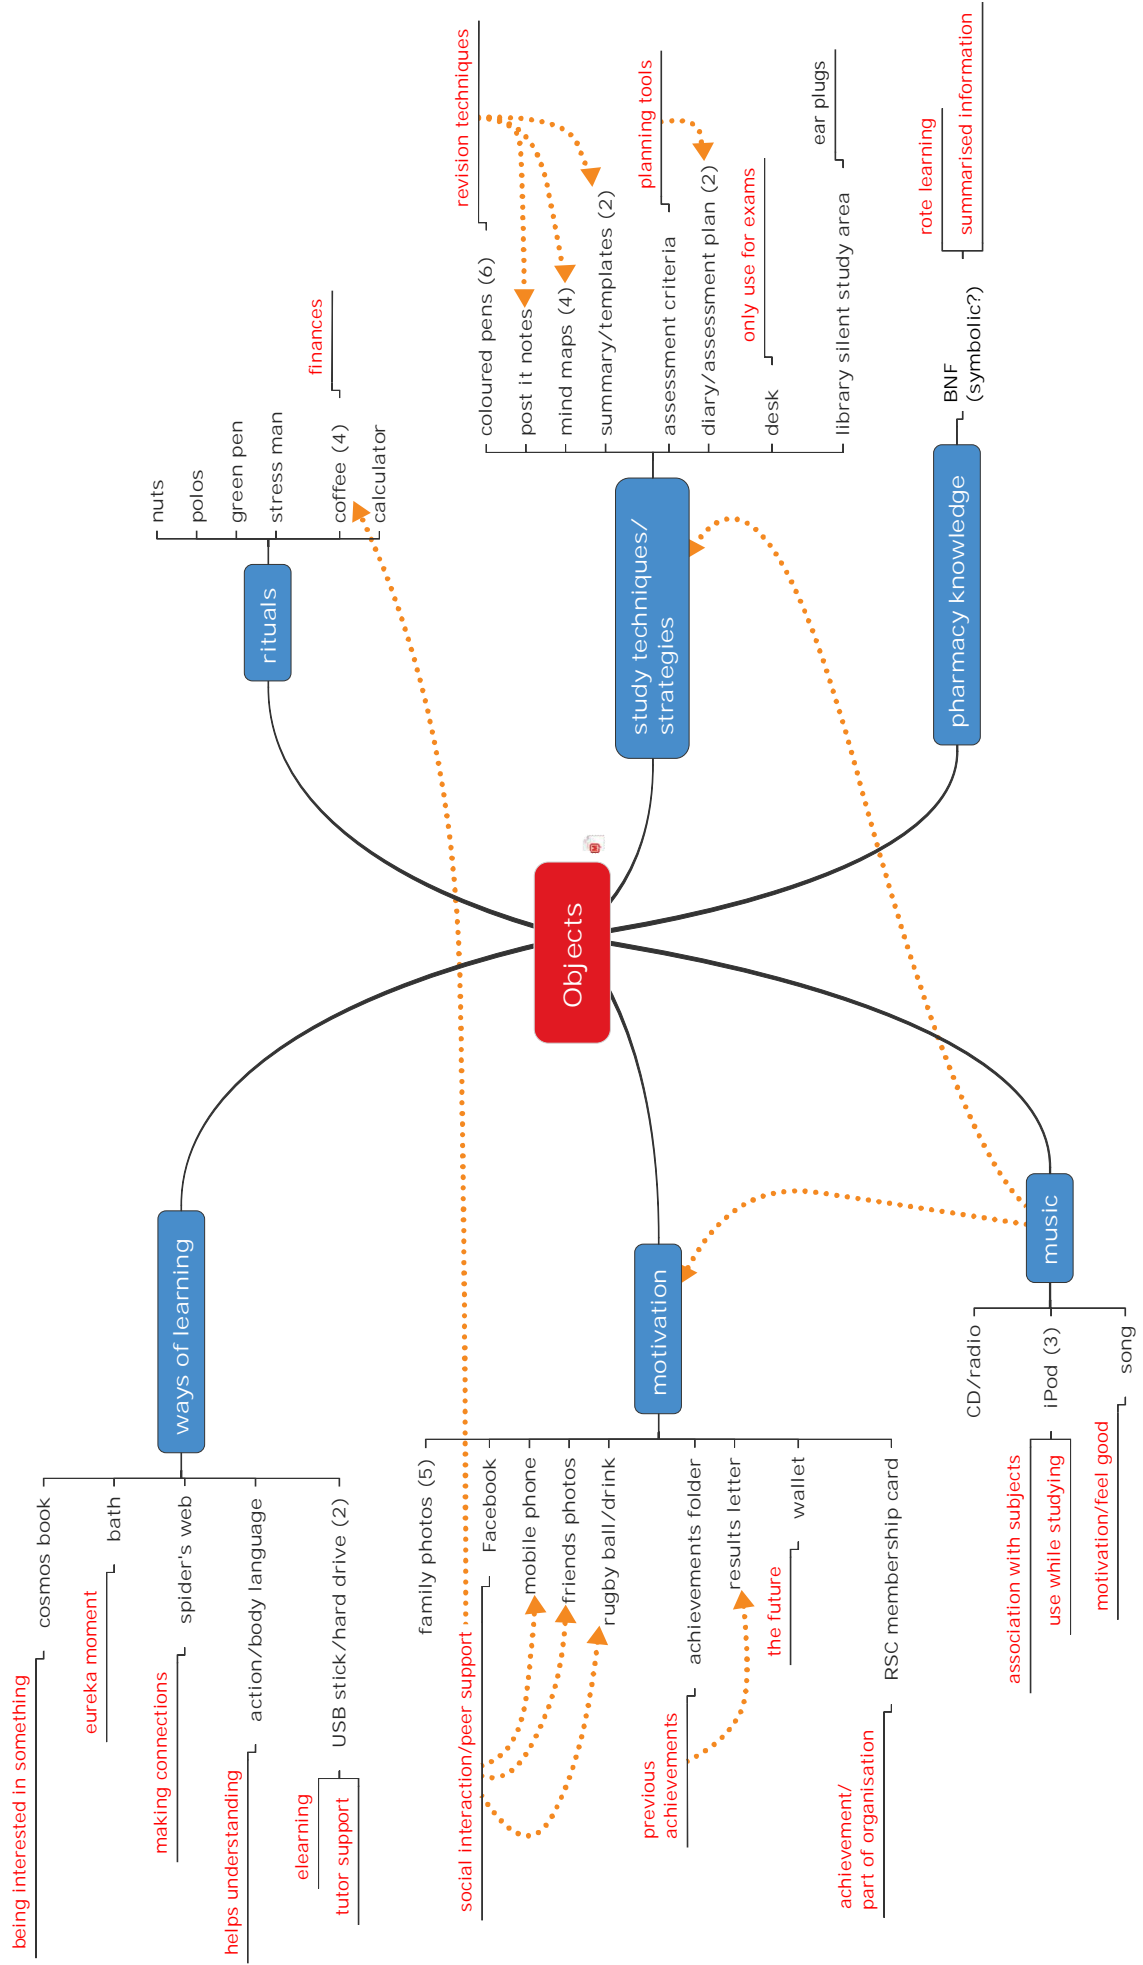 Objects
ways of learning
cosmos book
being interested in something
bath
eureka moment
spider's web
making connections
action/body language
helps understanding
USB stick/hard drive (2)
elearning
tutor support
motivation
family photos (5)
Facebook
social interaction/peer support
mobile phone
friends photos
rugby ball/drink
achievements folder
previous
achievements
results letter
wallet
the future
RSC membership card
achievement/
part of organisation
music
CD/radio
iPod (3)
association with subjects
use while studying
song
motivation/feel good
rituals
nuts
polos
green pen
stress man
coffee (4)
finances
calculator
study techniques/
strategies
coloured pens (6)
revision techniques
post it notes
mind maps (4)
summary/templates (2)
assessment criteria
planning tools
diary/assessment plan (2)
desk
only use for exams
library silent study area
ear plugs
pharmacy knowledge
BNF
(symbolic?)
rote learning
summarised information